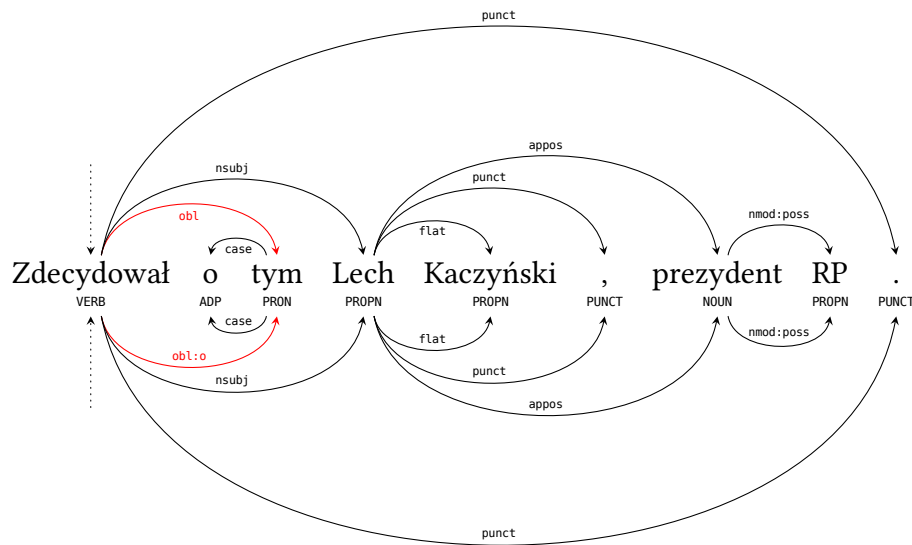 punct
appos
nsubj punct
obl flat nmod:poss
case
Zdecydował o tym Lech Kaczyński , prezydent RP .
VERB ADP PRON PROPN PROPN PUNCT NOUN PROPN PUNCT
case
flat nmod:poss
obl:o
nsubj punct
appos
punct